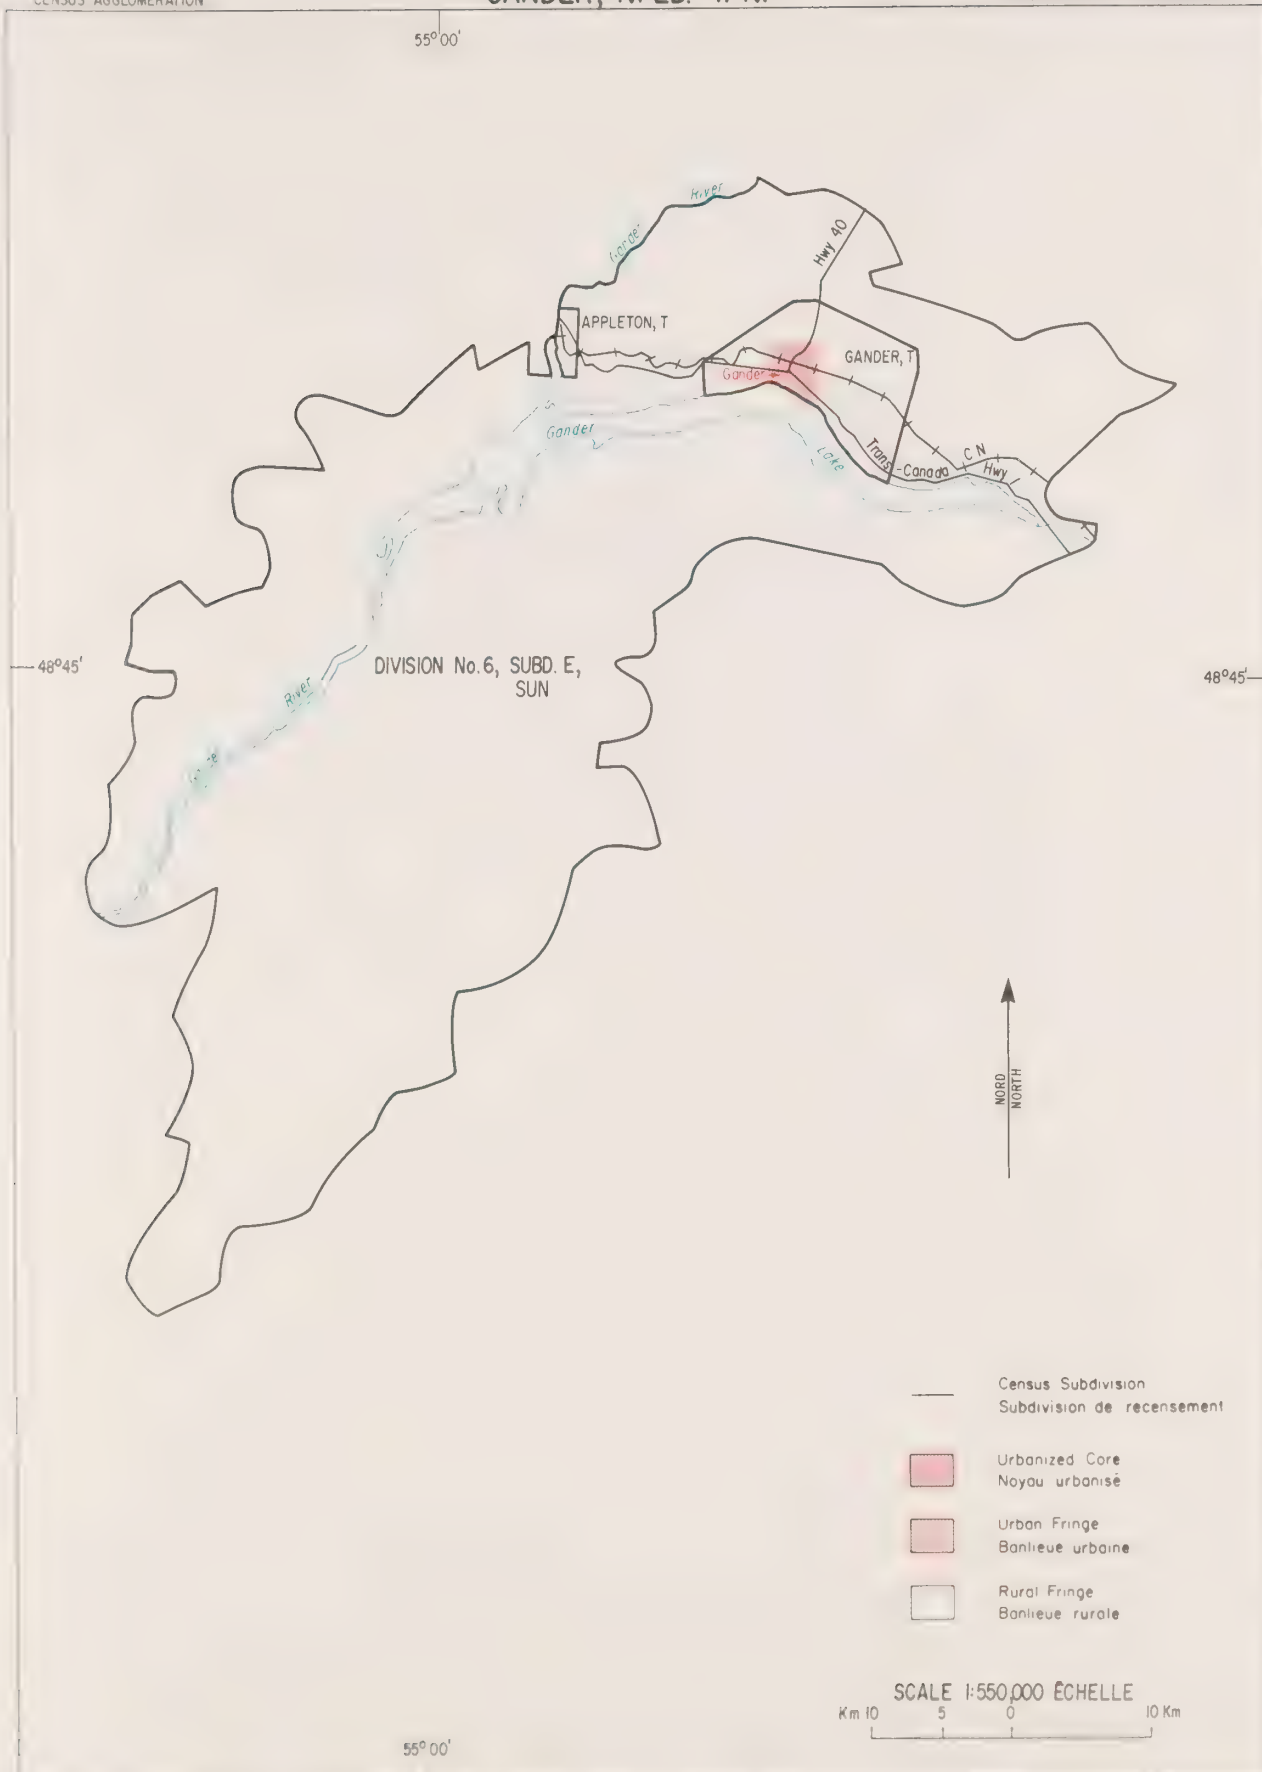 CENSUS AGGLOMERATION
55°00'
River
Gander
Hwy 40
APPLETON, T
GANDER, T
Gander
Gander
Lake
Trans-Canada Hwy 1
CN
48°45'
DIVISION No. 6, SUBD. E,
SUN
48°45'
River
NORD
NORTH
Census Subdivision
Subdivision de recensement
Urbanized Core
Noyau urbanisé
Urban Fringe
Banlieue urbaine
Rural Fringe
Banlieue rurale
SCALE 1:550,000 ÉCHELLE
Km 10 5 0 10 Km
55°00'